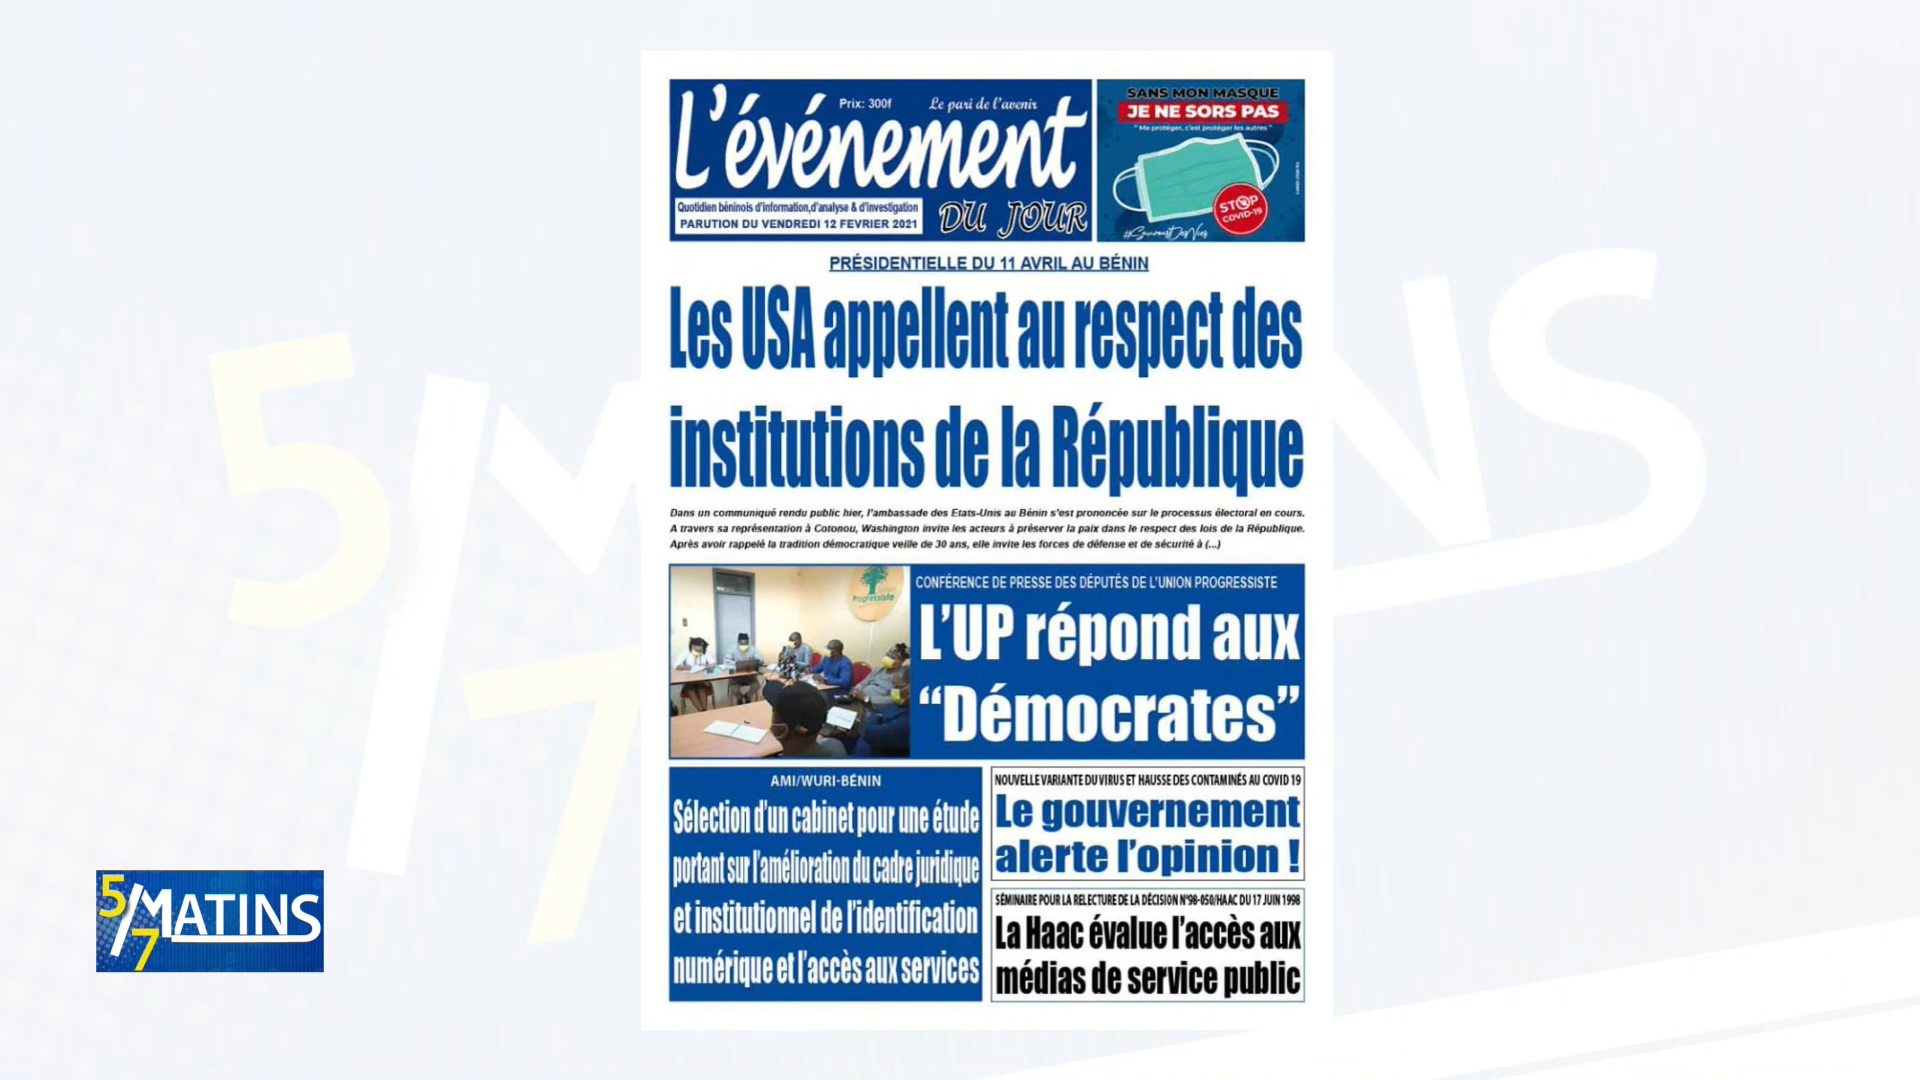 Prix: 300f
Le pari de l'avenir
L'événement
DU JOUR
Quotidien béninois d'information,d'analyse & d'investigation
PARUTION DU VENDREDI 12 FEVRIER 2021
SANS MON MASQUE
JE NE SORS PAS
" Me protéger, c'est protéger les autres "
STOP
COVID-19
#SauvonsDesVies
PRÉSIDENTIELLE DU 11 AVRIL AU BÉNIN
Les USA appellent au respect des
institutions de la République
Dans un communiqué rendu public hier, l'ambassade des Etats-Unis au Bénin s'est prononcée sur le processus électoral en cours.
A travers sa représentation à Cotonou, Washington invite les acteurs à préserver la paix dans le respect des lois de la République.
Après avoir rappelé la tradition démocratique veille de 30 ans, elle invite les forces de défense et de sécurité à (...)
Progressiste
CONFÉRENCE DE PRESSE DES DÉPUTÉS DE L'UNION PROGRESSISTE
L'UP répond aux
“Démocrates”
AMI/WURI-BÉNIN
Sélection d'un cabinet pour une étude
portant sur l'amélioration du cadre juridique
et institutionnel de l'identification
numérique et l'accès aux services
NOUVELLE VARIANTE DU VIRUS ET HAUSSE DES CONTAMINÉS AU COVID 19
Le gouvernement
alerte l'opinion !
SÉMINAIRE POUR LA RELECTURE DE LA DÉCISION N°98-050/HAAC DU 17 JUIN 1998
La Haac évalue l'accès aux
médias de service public
5/7 MATINS